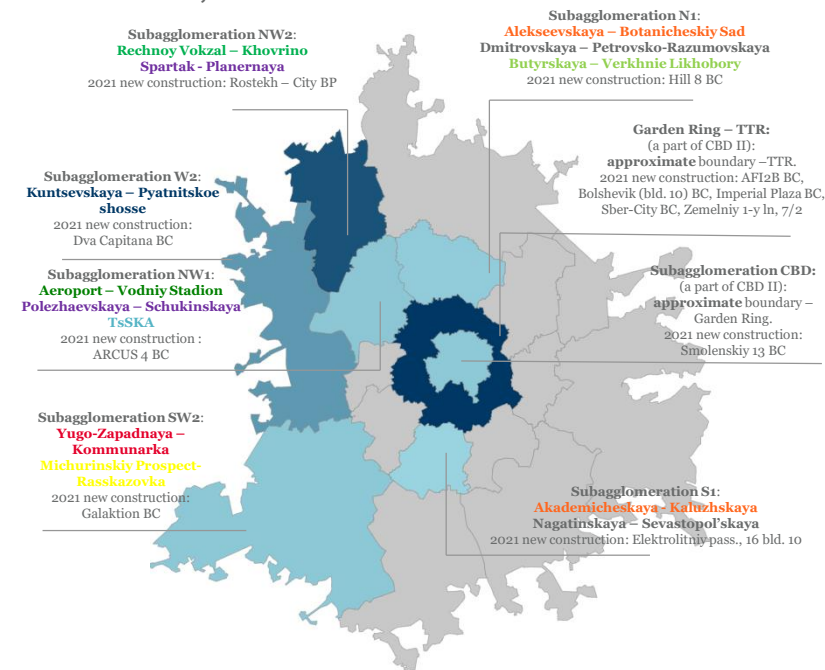 Subagglomeration NW2:
Rechnoy Vokzal – Khovrino
Spartak - Planernaya
2021 new construction: Rostekh – City BP
Subagglomeration N1:
Alekseevskaya – Botanicheskiy Sad
Dmitrovskaya – Petrovsko-Razumovskaya
Butyrskaya – Verkhnie Likhobory
2021 new construction: Hill 8 BC
Garden Ring – TTR:
(a part of CBD II):
approximate boundary –TTR.
2021 new construction: AFI2B BC,
Bolshevik (bld. 10) BC, Imperial Plaza BC,
Sber-City BC, Zemelniy 1-y ln, 7/2
Subagglomeration W2:
Kuntsevskaya – Pyatnitskoe
shosse
2021 new construction:
Dva Capitana BC
Subagglomeration NW1:
Aeroport – Vodniy Stadion
Polezhaevskaya – Schukinskaya
TsSKA
2021 new construction :
ARCUS 4 BC
Subagglomeration CBD:
(a part of CBD II):
approximate boundary –
Garden Ring.
2021 new construction:
Smolenskiy 13 BC
Subagglomeration SW2:
Yugo-Zapadnaya –
Kommunarka
Michurinskiy Prospect-
Rasskazovka
2021 new construction:
Galaktion BC
Subagglomeration S1:
Akademicheskaya - Kaluzhskaya
Nagatinskaya – Sevastopol'skaya
2021 new construction: Elektrolitniy pass., 16 bld. 10